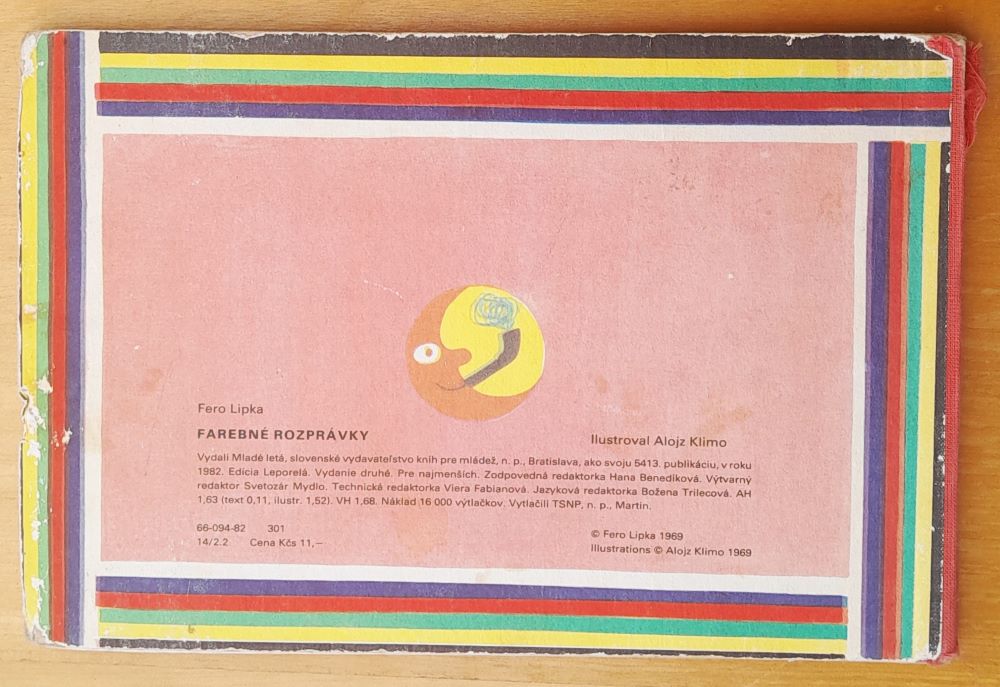 Fero Lipka
FAREBNÉ ROZPRÁVKY
Ilustroval Alojz Klimo
Vydali Mladé letá, slovenské vydavateľstvo kníh pre mládež, n. p., Bratislava, ako svoju 5413. publikáciu, v roku
1982. Edícia Leporelá. Vydanie druhé. Pre najmenších. Zodpovedná redaktorka Hana Benedíková. Výtvarný
redaktor Svetozár Mydlo. Technická redaktorka Viera Fabianová. Jazyková redaktorka Božena Trilecová. AH
1,63 (text 0,11, ilustr. 1,52). VH 1,68. Náklad 16 000 výtlačkov. Vytlačili TSNP, n. p., Martin.
66-094-82 301
14/2.2 Cena Kčs 11,–
© Fero Lipka 1969
Illustrations © Alojz Klimo 1969